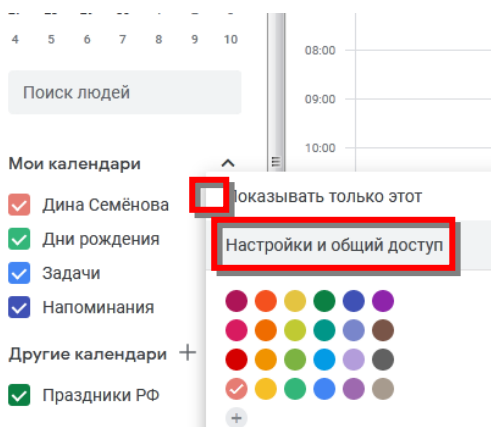 4 5 6 7 8 9 10
Поиск людей
Мои календари
Дина Семёнова
Дни рождения
Задачи
Напоминания
Другие календари +
Праздники РФ
08:00
09:00
10:00
Показывать только этот
Настройки и общий доступ
+